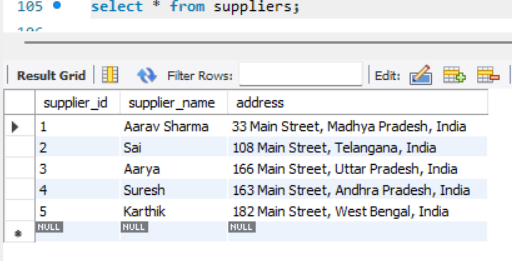 105 select * from suppliers;
Result Grid Filter Rows: Edit:
supplier_id supplier_name address
1 Aarav Sharma 33 Main Street, Madhya Pradesh, India
2 Sai 108 Main Street, Telangana, India
3 Aarya 166 Main Street, Uttar Pradesh, India
4 Suresh 163 Main Street, Andhra Pradesh, India
5 Karthik 182 Main Street, West Bengal, India
NULL NULL NULL